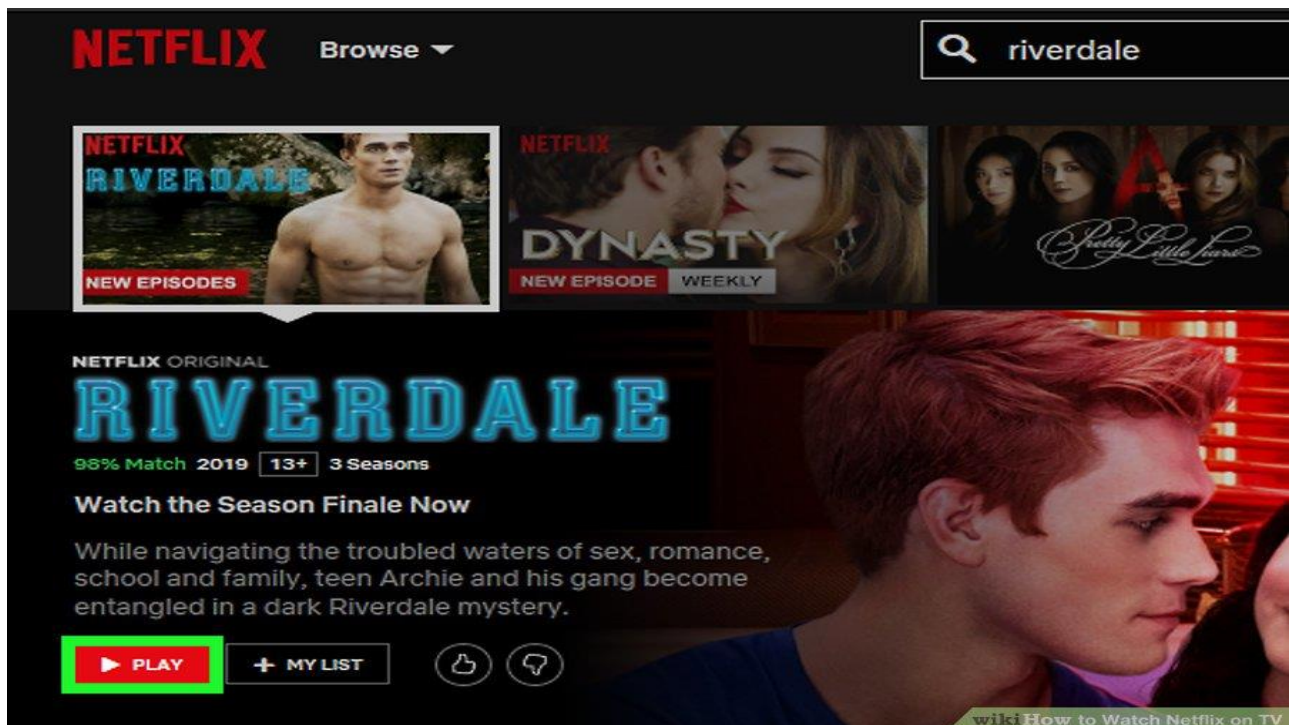 NETFLIX Browse riverdale
NETFLIX
RIVERDALE
NEW EPISODES
NETFLIX
DYNASTY
NEW EPISODE WEEKLY
A
Pretty Little Liars
NETFLIX ORIGINAL
RIVERDALE
98% Match 2019 13+ 3 Seasons
Watch the Season Finale Now
While navigating the troubled waters of sex, romance,
school and family, teen Archie and his gang become
entangled in a dark Riverdale mystery.
PLAY + MY LIST
wikiHow to Watch Netflix on TV